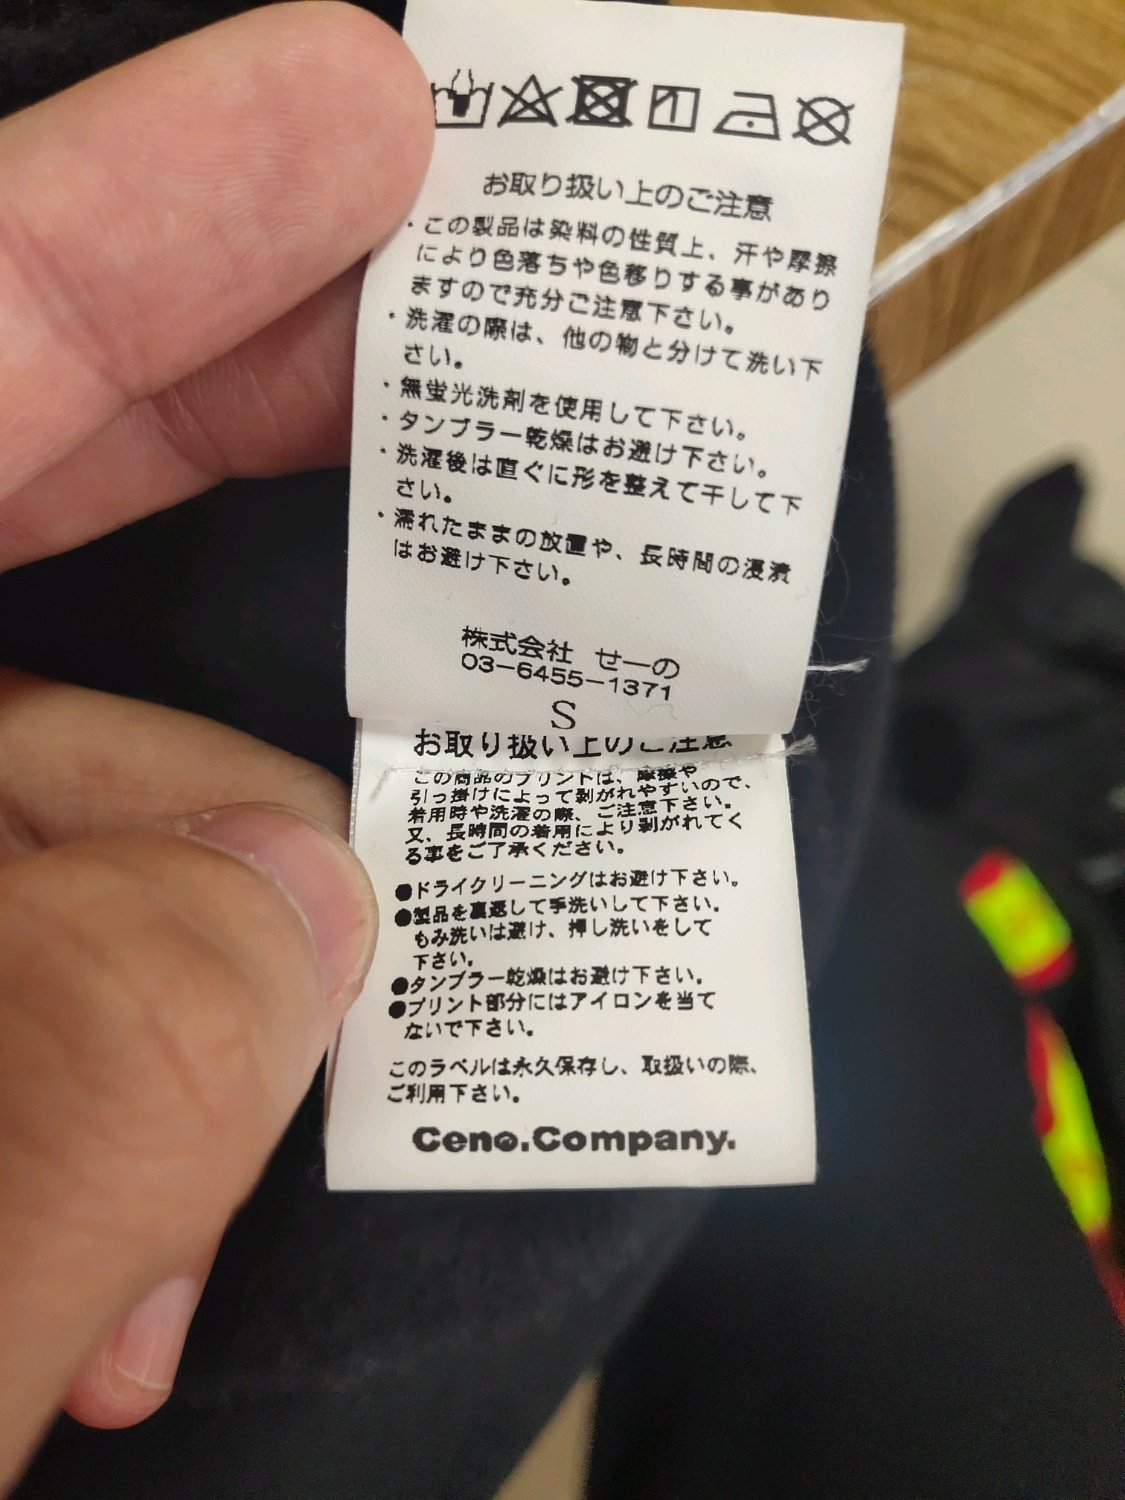 お取り扱い上のご注意
・この製品は染料の性質上、汗や摩擦
により色落ちや色移りする事があり
ますので充分ご注意下さい。
・洗濯の際は、他の物と分けて洗い下
さい。
・無蛍光洗剤を使用して下さい。
・タンブラー乾燥はお避け下さい。
・洗濯後は直ぐに形を整えて干して下
さい。
・濡れたままの放置や、長時間の浸漬
はお避け下さい。
株式会社 せーの
03-6455-1371
S
お取り扱い上のご注意
この商品のプリントは、摩擦や
引っ掛けによって剥がれやすいので、
着用時や洗濯の際、ご注意下さい。
又、長時間の着用により剥がれてく
る事をご了承ください。
●ドライクリーニングはお避け下さい。
●製品を裏返して手洗いして下さい。
もみ洗いは避け、押し洗いをして
下さい。
●タンブラー乾燥はお避け下さい。
●プリント部分にはアイロンを当て
ないで下さい。
このラベルは永久保存し、取扱いの際、
ご利用下さい。
Ceno.Company.